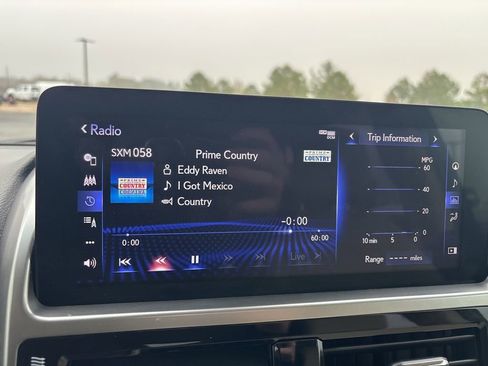 Radio
SXM 058
Prime Country
PRIME
COUNTRY
Eddy Raven
I Got Mexico
Country
-0:00
0:00
60:00
Live
DCM
Trip Information
MPG
60
40
20
0
10 min 5 0
Range ---- miles
A